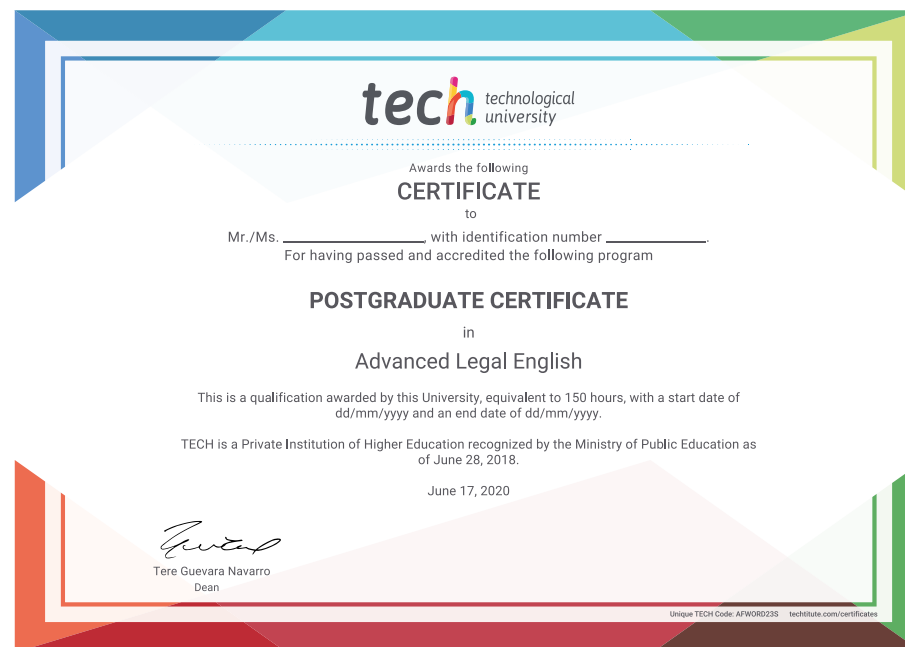 tech technological
university
Awards the following
CERTIFICATE
to
Mr./Ms. ____________, with identification number ____________.
For having passed and accredited the following program
POSTGRADUATE CERTIFICATE
in
Advanced Legal English
This is a qualification awarded by this University, equivalent to 150 hours, with a start date of
dd/mm/yyyy and an end date of dd/mm/yyyy.
TECH is a Private Institution of Higher Education recognized by the Ministry of Public Education as
of June 28, 2018.
June 17, 2020
Tere Guevara Navarro
Dean
Unique TECH Code: AFWORD23S techtitute.com/certificates